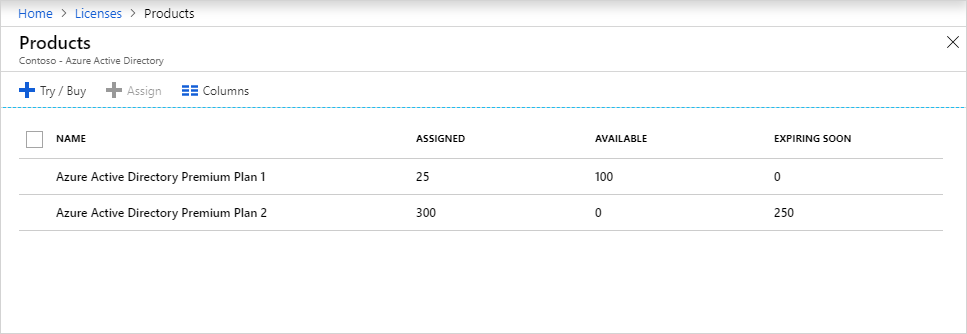 Home > Licenses > Products
Products
Contoso - Azure Active Directory
Try / Buy Assign Columns
NAME ASSIGNED AVAILABLE EXPIRING SOON
Azure Active Directory Premium Plan 1 25 100 0
Azure Active Directory Premium Plan 2 300 0 250